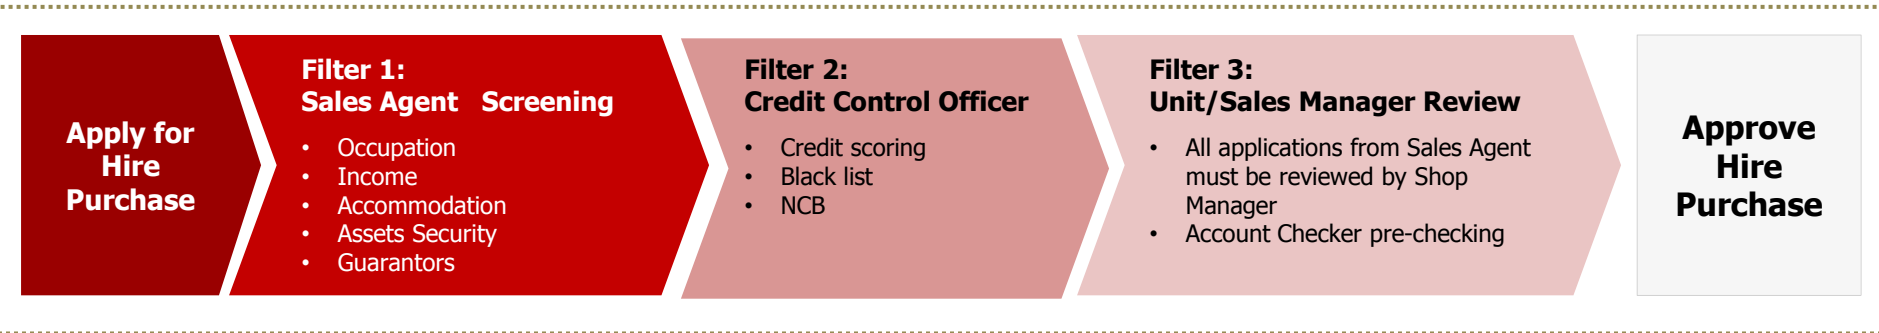 Apply for
Hire
Purchase
Filter 1:
Sales Agent Screening
• Occupation
• Income
• Accommodation
• Assets Security
• Guarantors
Filter 2:
Credit Control Officer
• Credit scoring
• Black list
• NCB
Filter 3:
Unit/Sales Manager Review
• All applications from Sales Agent
must be reviewed by Shop
Manager
• Account Checker pre-checking
Approve
Hire
Purchase